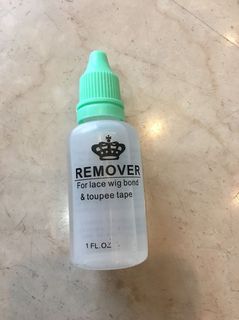 REMOVER
For lace wig bond
& toupee tape
1 FL.OZ